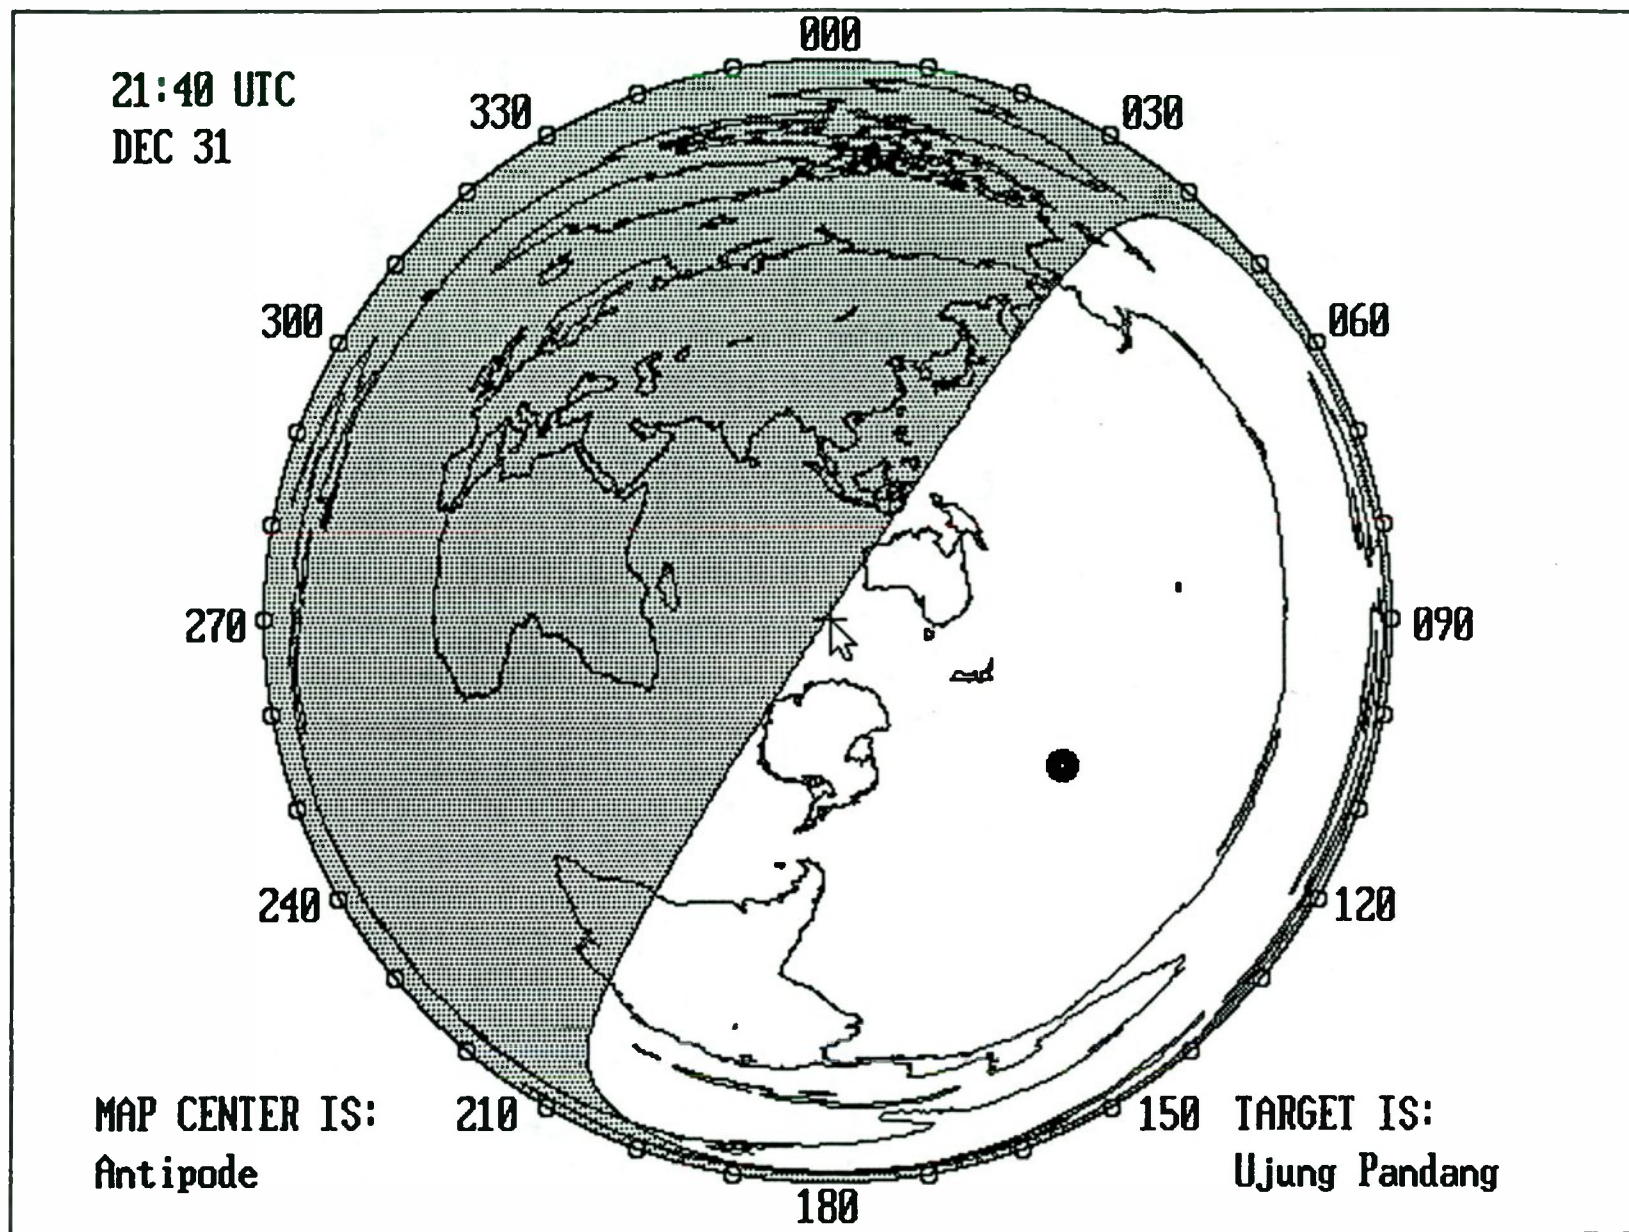 000
21:40 UTC
DEC 31
330
030
300
060
270
090
240
120
210
150
MAP CENTER IS:
Antipode
TARGET IS:
Ujung Pandang
180